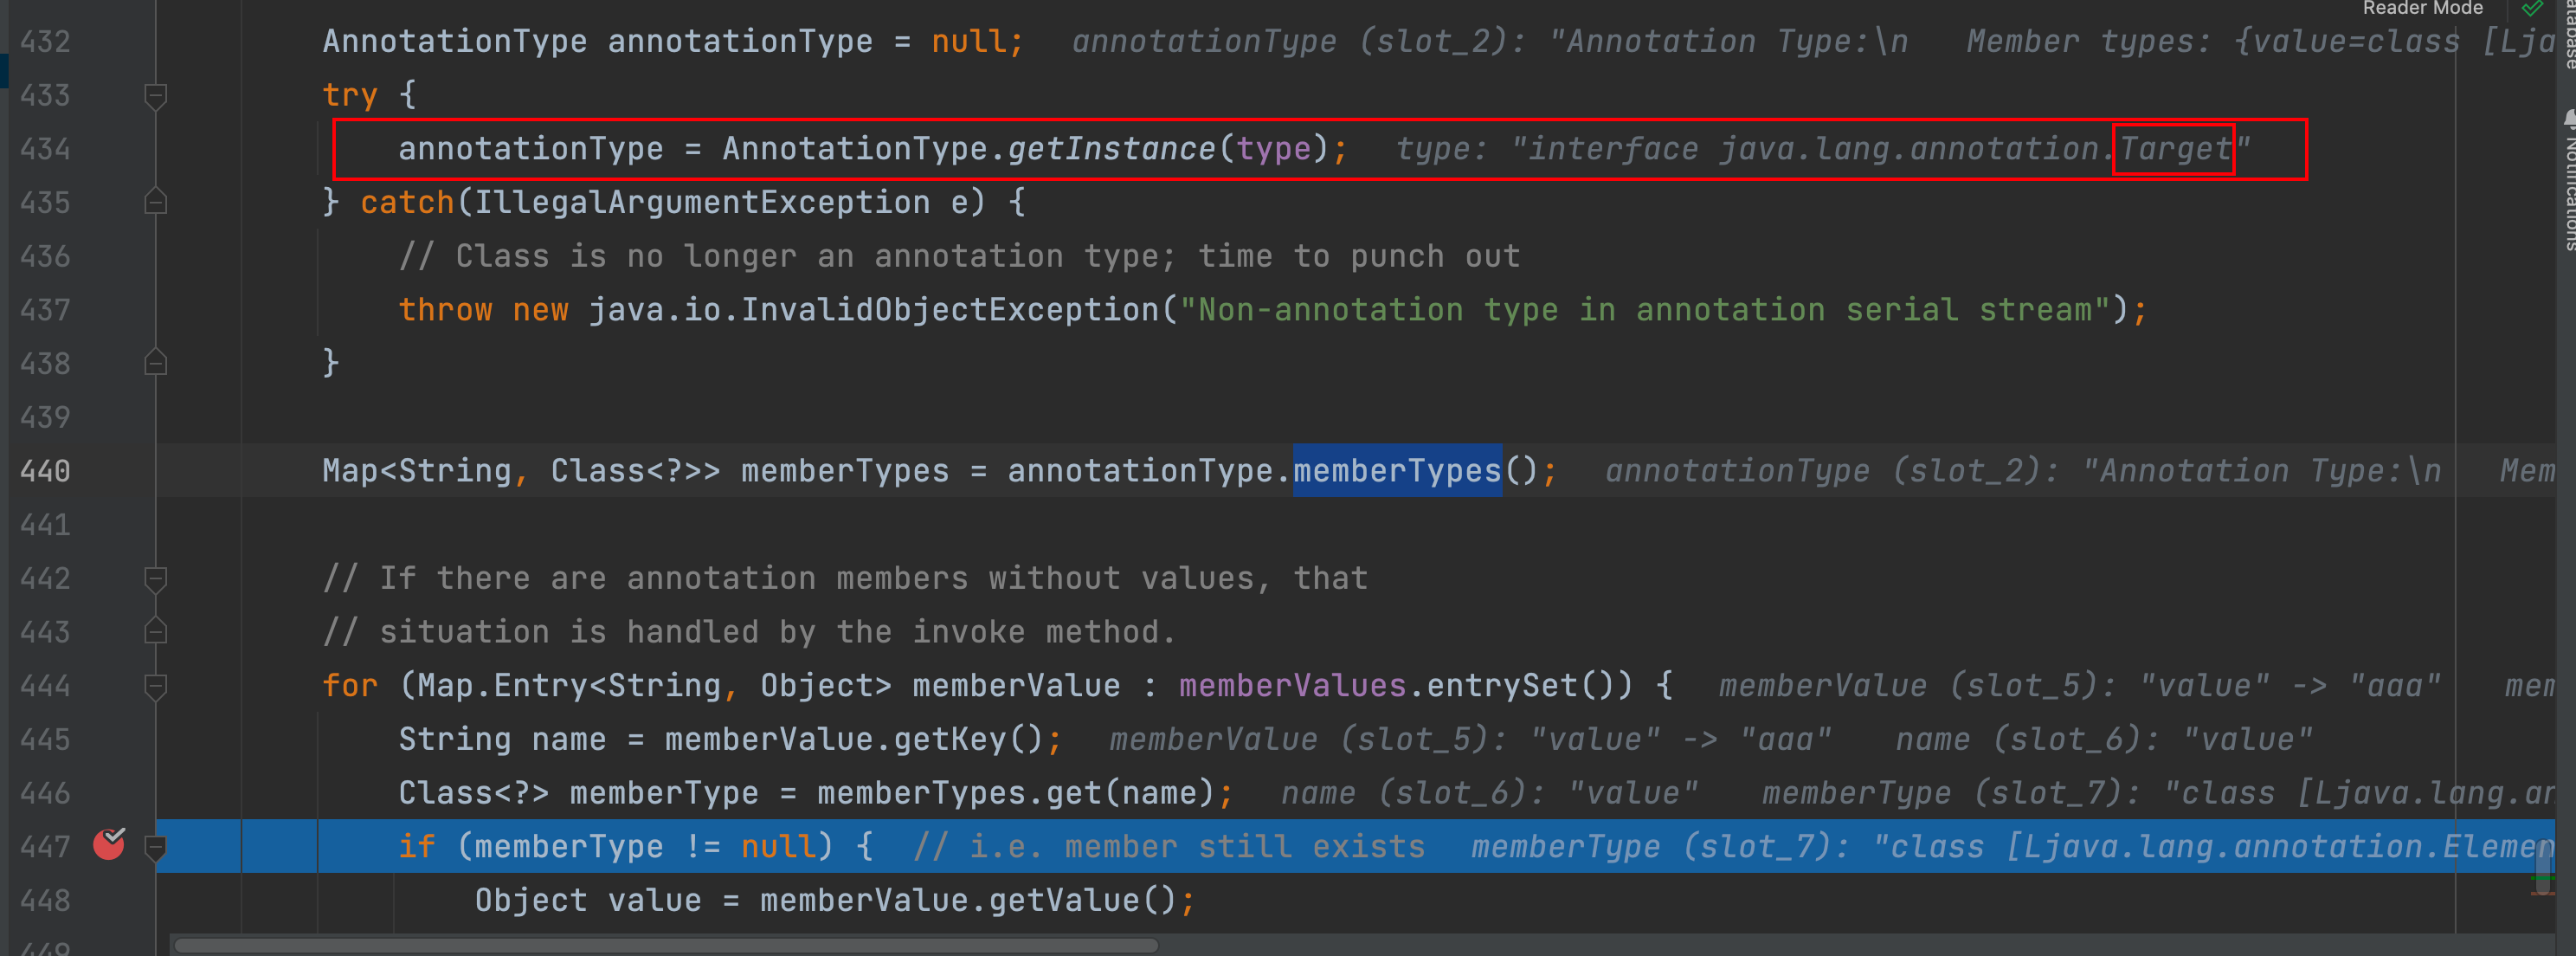 Reader Mode
432 AnnotationType annotationType = null; annotationType (slot_2): "Annotation Type:\n Member types: {value=class [Lja
433 try {
434 annotationType = AnnotationType.getInstance(type); type: "interface java.lang.annotation.Target"
435 } catch(IllegalArgumentException e) {
436 // Class is no longer an annotation type; time to punch out
437 throw new java.io.InvalidObjectException("Non-annotation type in annotation serial stream");
438 }
439
440 Map<String, Class<?>> memberTypes = annotationType.memberTypes(); annotationType (slot_2): "Annotation Type:\n Mem
441
442 // If there are annotation members without values, that
443 // situation is handled by the invoke method.
444 for (Map.Entry<String, Object> memberValue : memberValues.entrySet()) { memberValue (slot_5): "value" -> "aaa" mem
445 String name = memberValue.getKey(); memberValue (slot_5): "value" -> "aaa" name (slot_6): "value"
446 Class<?> memberType = memberTypes.get(name); name (slot_6): "value" memberType (slot_7): "class [Ljava.lang.an
447 if (memberType != null) { // i.e. member still exists memberType (slot_7): "class [Ljava.lang.annotation.Elemen
448 Object value = memberValue.getValue();
449
atabase
Notifications